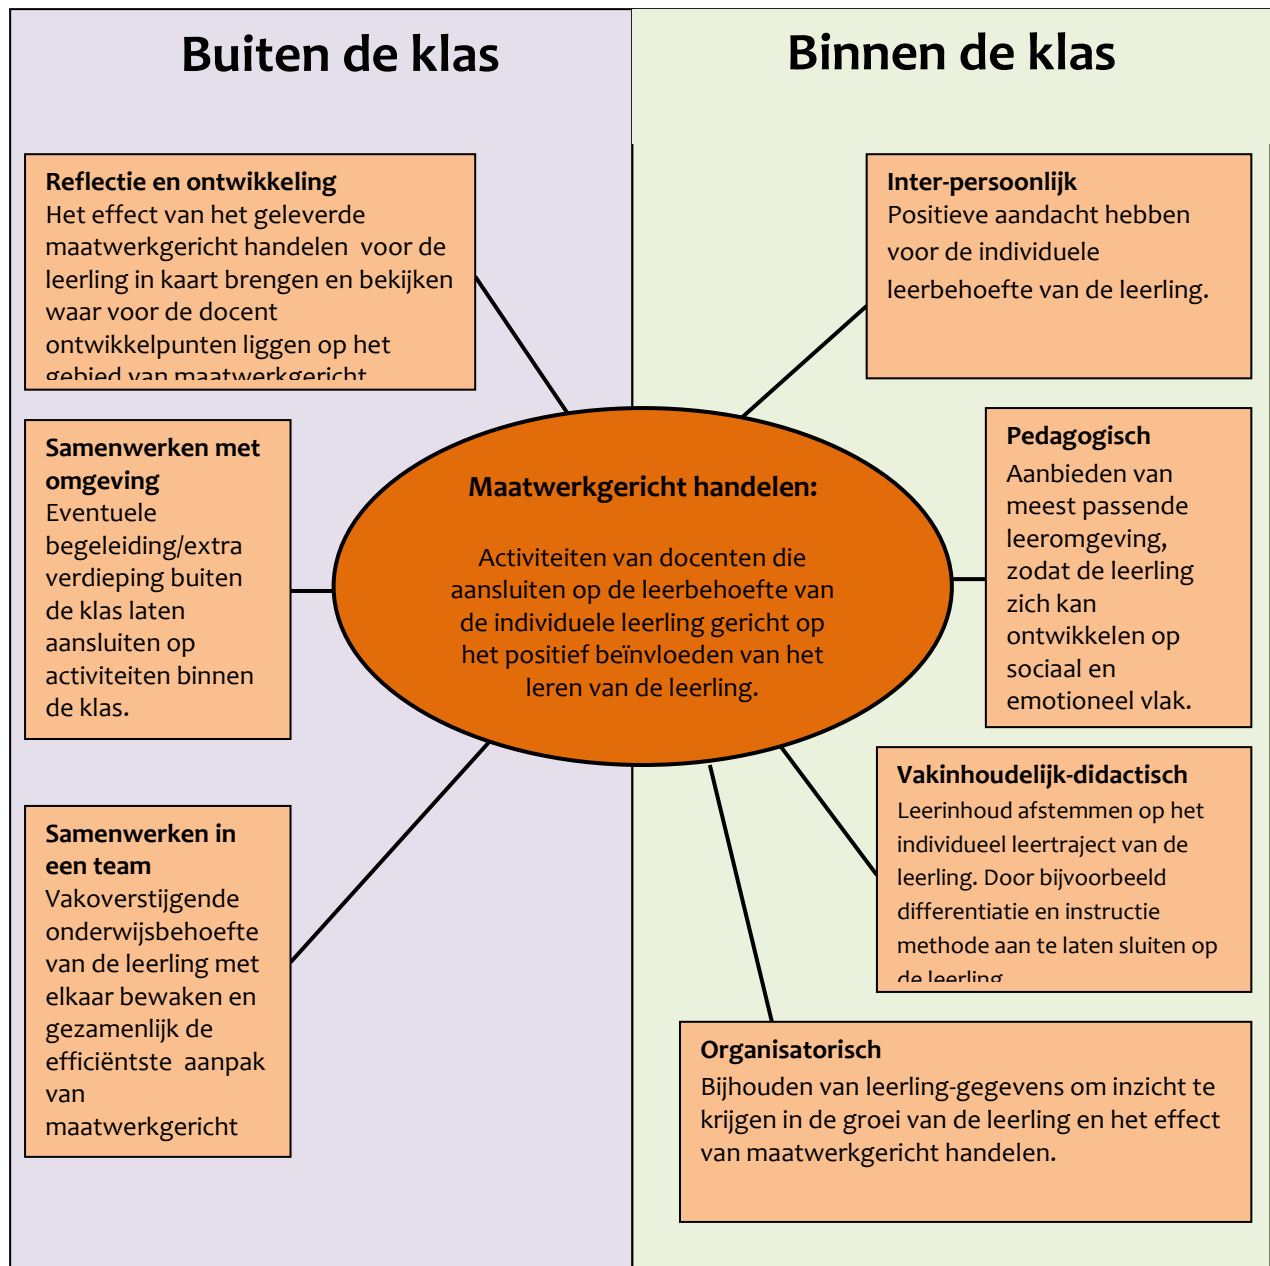 Buiten de klas
Binnen de klas
Reflectie en ontwikkeling
Het effect van het geleverde
maatwerkgericht handelen  voor de
leerling in kaart brengen en bekijken
waar voor de docent
ontwikkelpunten liggen op het
gebied van maatwerkgericht
Samenwerken met
omgeving
Eventuele
begeleiding/extra
verdieping buiten
de klas laten
aansluiten op
activiteiten binnen
de klas.
Samenwerken in
een team
Vakoverstijgende
onderwijsbehoefte
van de leerling met
elkaar bewaken en
gezamenlijk de
efficiëntste  aanpak
van
maatwerkgericht
Maatwerkgericht handelen:
Activiteiten van docenten die
aansluiten op de leerbehoefte van
de individuele leerling gericht op
het positief beïnvloeden van het
leren van de leerling.
Inter-persoonlijk
Positieve aandacht hebben
voor de individuele
leerbehoefte van de leerling.
Pedagogisch
Aanbieden van
meest passende
leeromgeving,
zodat de leerling
zich kan
ontwikkelen op
sociaal en
emotioneel vlak.
Vakinhoudelijk-didactisch
Leerinhoud afstemmen op het
individueel leertraject van de
leerling. Door bijvoorbeeld
differentiatie en instructie
methode aan te laten sluiten op
de leerling
Organisatorisch
Bijhouden van leerling-gegevens om inzicht te
krijgen in de groei van de leerling en het effect
van maatwerkgericht handelen.